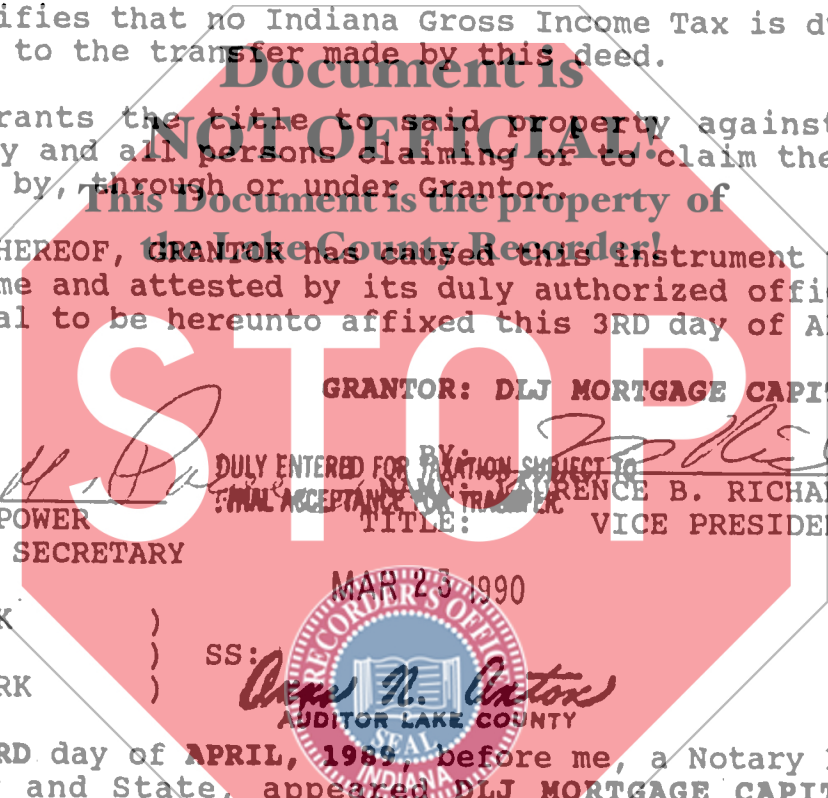 ifies that no Indiana Gross Income Tax is d
to the transfer made by this deed.
Document is
rants the title to said property against
NOT OFFICIAL!
y and all persons claiming or to claim the
by, through or under Grantor.
This Document is the property of
the Lake County Recorder!
HEREOF, GRANTOR has caused this instrument
me and attested by its duly authorized offi
al to be hereunto affixed this 3RD day of A
STOP
GRANTOR: DLJ MORTGAGE CAPI
BY:
DULY ENTERED FOR TAXATION SUBJECT TO
FINAL ACCEPTANCE FOR TRANSFER.
RENCE B. RICHA
POWER
TITLE: VICE PRESIDE
SECRETARY
MAR 23 1990
K )
) SS:
RK )
RECORDER'S OFFICE
Anna N. Anton
AUDITOR LAKE COUNTY
SEAL
INDIANA
RD day of APRIL, 1989, before me, a Notary
and State, appeared DLJ MORTGAGE CAPIT